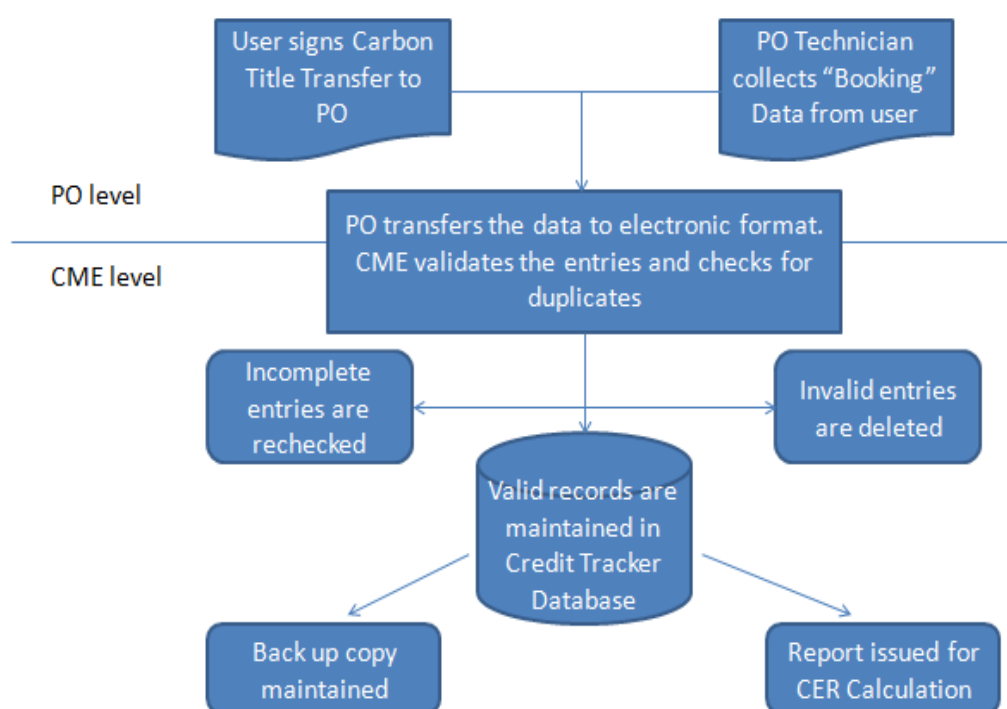 User signs Carbon
Title Transfer to
PO
PO Technician
collects “Booking”
Data from user
PO level
PO transfers the data to electronic format.
CME validates the entries and checks for
duplicates
CME level
Incomplete
entries are
rechecked
Invalid entries
are deleted
Valid records are
maintained in
Credit Tracker
Database
Back up copy
maintained
Report issued for
CER Calculation